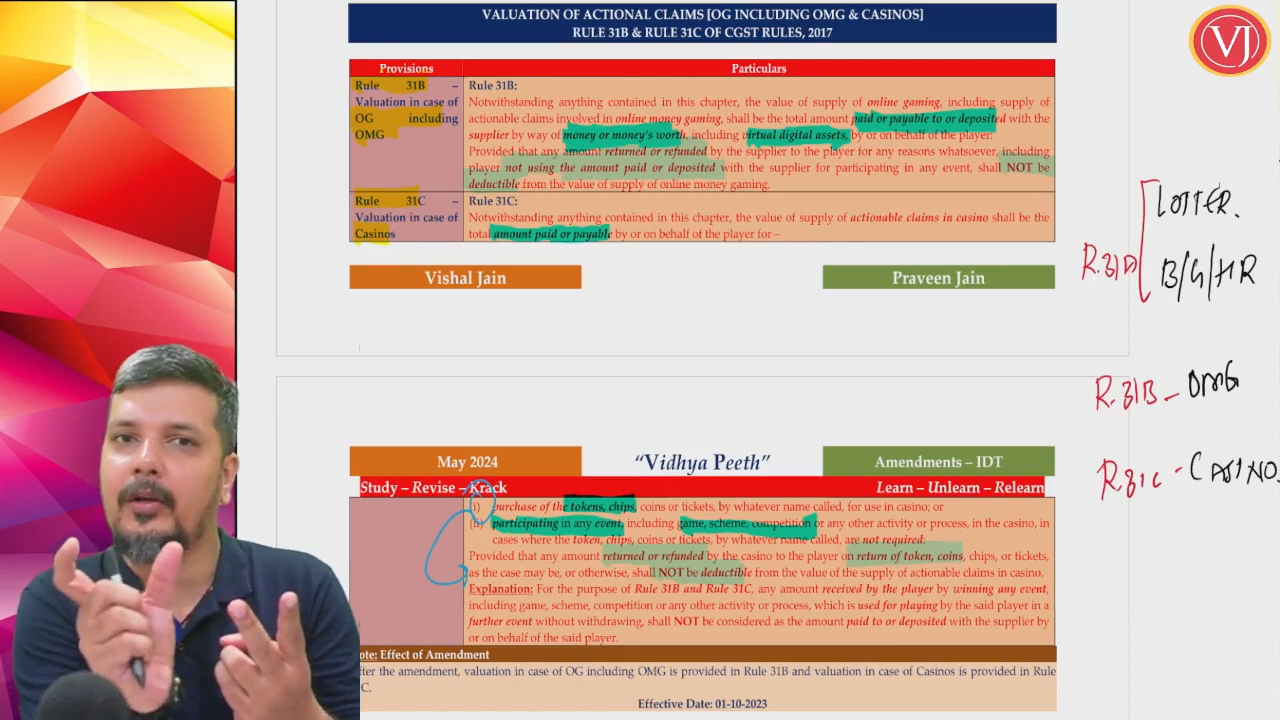 VALUATION OF ACTIONAL CLAIMS [OG INCLUDING OMG & CASINOS]
RULE 31B & RULE 31C OF CGST RULES, 2017
VJ
Provisions Particulars
Rule 31B –
Valuation in case of
OG including
OMG
Rule 31B:
Notwithstanding anything contained in this chapter, the value of supply of online gaming, including supply of
actionable claims involved in online money gaming, shall be the total amount paid or payable to or deposited with the
supplier by way of money or money's worth, including virtual digital assets, by or on behalf of the player:
Provided that any amount returned or refunded by the supplier to the player for any reasons whatsoever, including
player not using the amount paid or deposited with the supplier for participating in any event, shall NOT be
deductible from the value of supply of online money gaming.
Rule 31C –
Valuation in case of
Casinos
Rule 31C:
Notwithstanding anything contained in this chapter, the value of supply of actionable claims in casino shall be the
total amount paid or payable by or on behalf of the player for –
Vishal Jain Praveen Jain
LOTTER.
B/G/HR
R. 31B – OMG
R. 31C - CASINO
May 2024 "Vidhya Peeth" Amendments – IDT
Study – Revise – Krack Learn – Unlearn – Relearn
(i) purchase of the tokens, chips, coins or tickets, by whatever name called, for use in casino; or
(ii) participating in any event, including game, scheme, competition or any other activity or process, in the casino, in
cases where the token, chips, coins or tickets, by whatever name called, are not required:
Provided that any amount returned or refunded by the casino to the player on return of token, coins, chips, or tickets,
as the case may be, or otherwise, shall NOT be deductible from the value of the supply of actionable claims in casino.
Explanation: For the purpose of Rule 31B and Rule 31C, any amount received by the player by winning any event,
including game, scheme, competition or any other activity or process, which is used for playing by the said player in a
further event without withdrawing, shall NOT be considered as the amount paid to or deposited with the supplier by
or on behalf of the said player.
ote: Effect of Amendment
fter the amendment, valuation in case of OG including OMG is provided in Rule 31B and valuation in case of Casinos is provided in Rule
C.
Effective Date: 01-10-2023